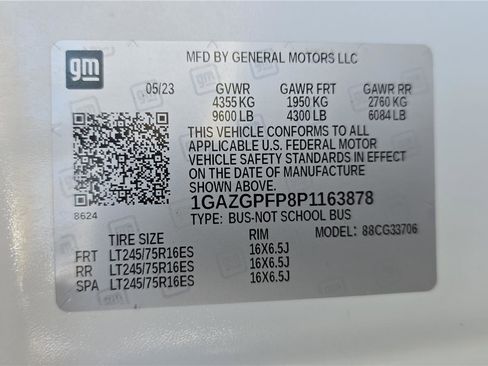 gm
MFD BY GENERAL MOTORS LLC
05/23 GVWR GAWR FRT GAWR RR
4355 KG 1950 KG 2760 KG
9600 LB 4300 LB 6084 LB
THIS VEHICLE CONFORMS TO ALL
APPLICABLE U.S. FEDERAL MOTOR
VEHICLE SAFETY STANDARDS IN EFFECT
ON THE DATE OF MANUFACTURE
SHOWN ABOVE.
8624 1GAZGPFP8P1163878
TYPE: BUS-NOT SCHOOL BUS
TIRE SIZE RIM MODEL: 88CG33706
FRT LT245/75R16ES 16X6.5J
RR LT245/75R16ES 16X6.5J
SPA LT245/75R16ES 16X6.5J